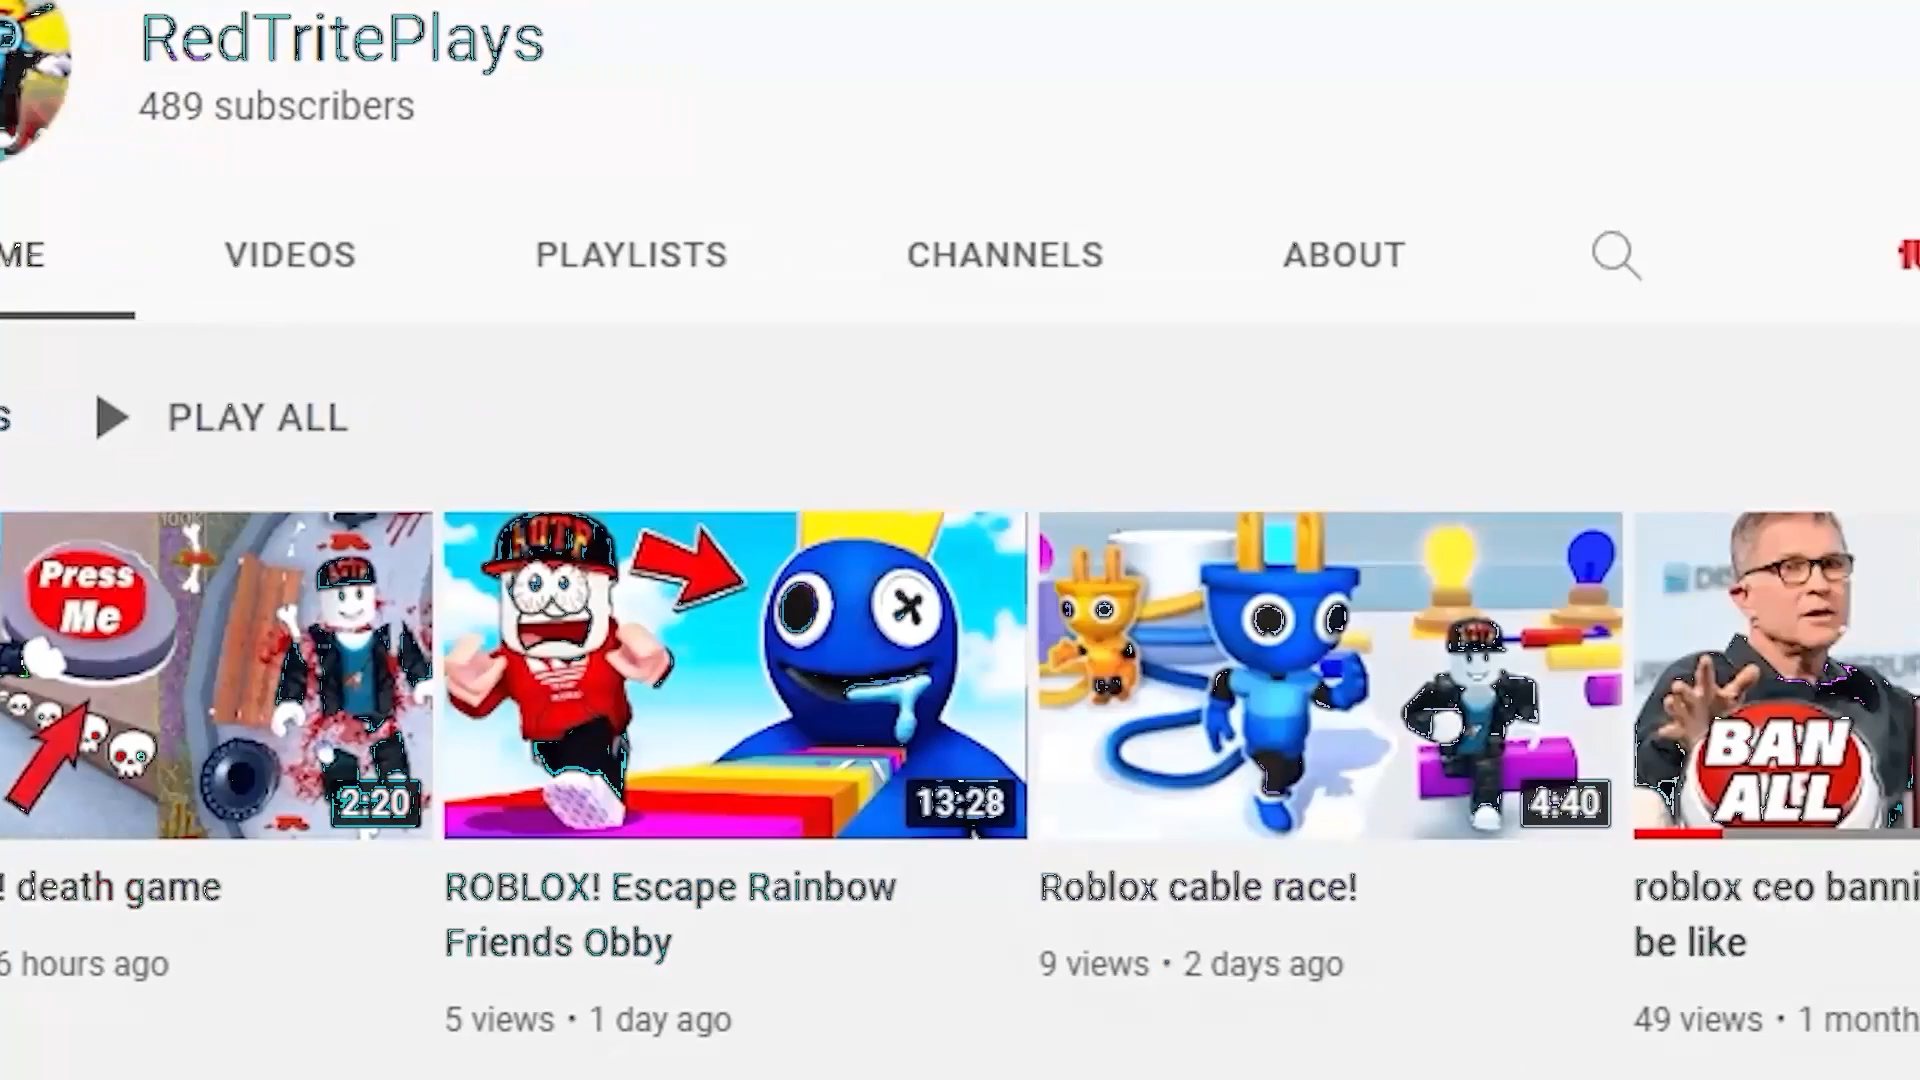 RedTritePlays
489 subscribers
ME
VIDEOS
PLAYLISTS
CHANNELS
ABOUT
S
PLAY ALL
Press
Me
2:20
13:28
4:40
BAN
ALL
! death game
ROBLOX! Escape Rainbow
Friends Obby
Roblox cable race!
roblox ceo banni
be like
6 hours ago
5 views • 1 day ago
9 views • 2 days ago
49 views • 1 month